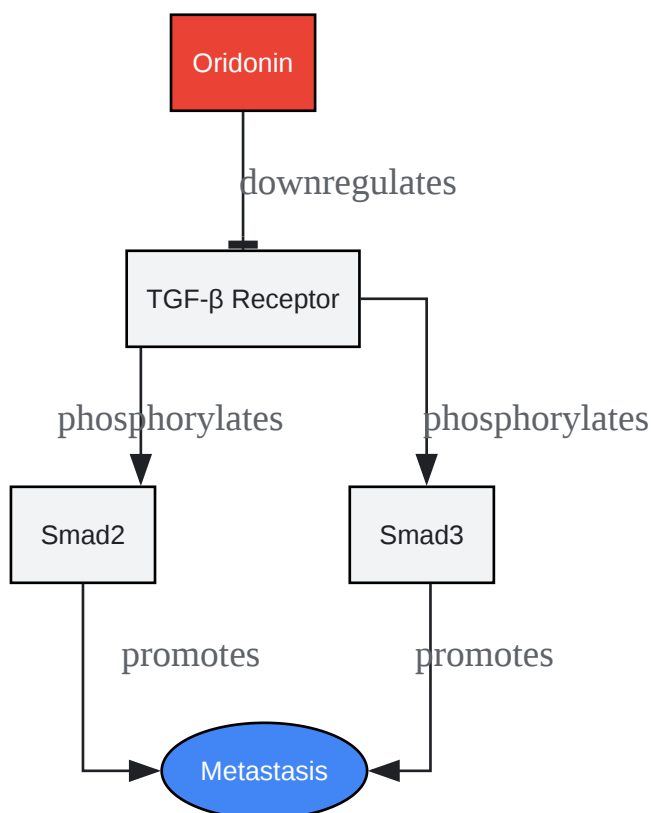 Oridonin
downregulates
TGF-β Receptor
phosphorylates
phosphorylates
Smad2
Smad3
promotes
promotes
Metastasis